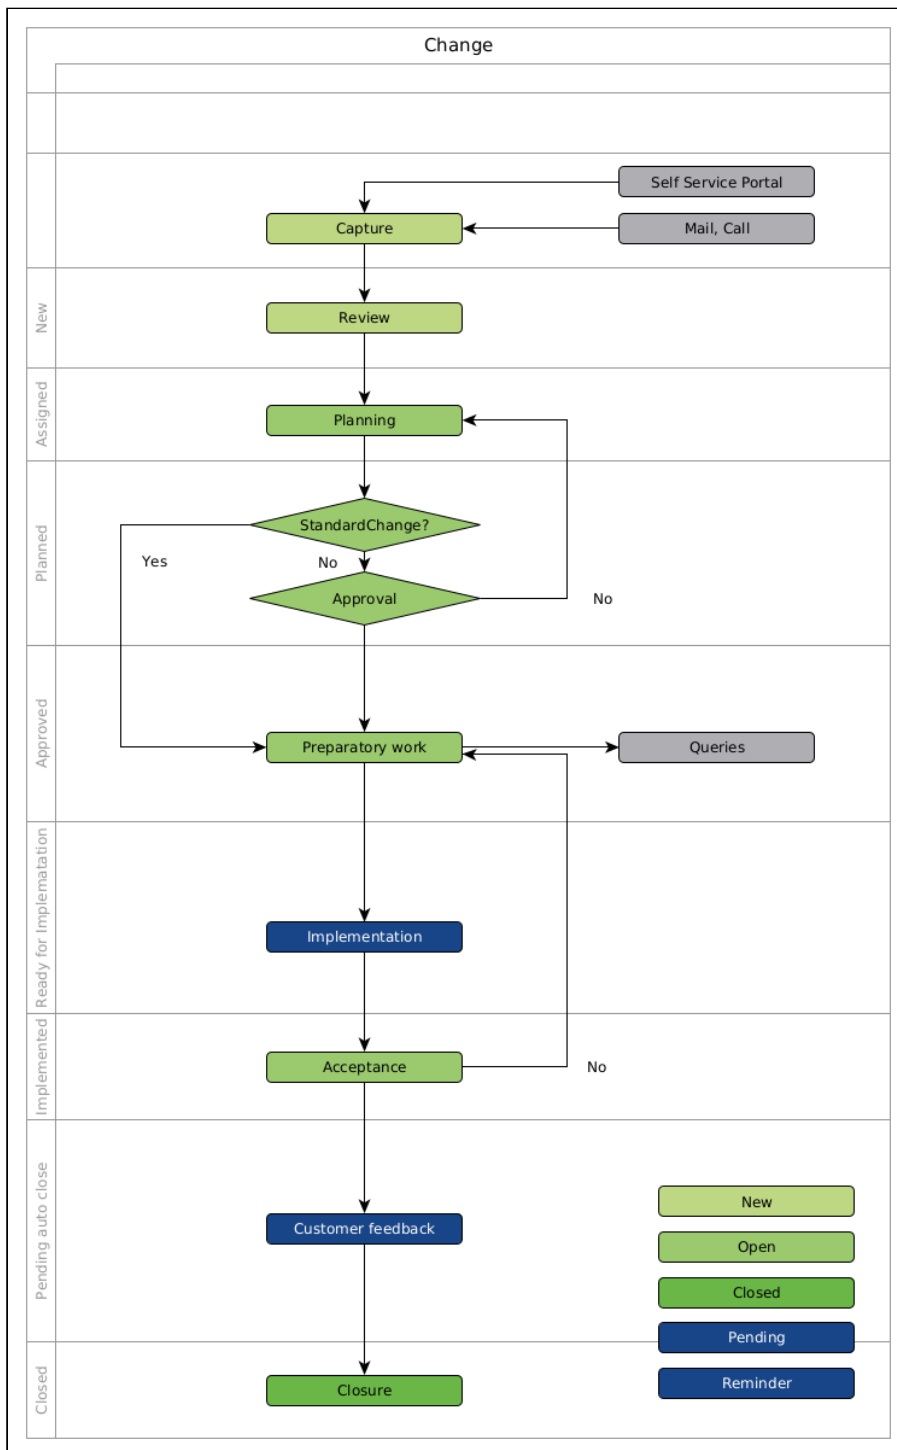 Change
Self Service Portal
Capture
Mail, Call
New
Review
Assigned
Planning
Planned
StandardChange?
Yes
No
Approval
No
Approved
Preparatory work
Queries
Ready for Implematation
Implementation
Implemented
Acceptance
No
Pending auto close
Customer feedback
New
Open
Closed
Pending
Reminder
Closed
Closure